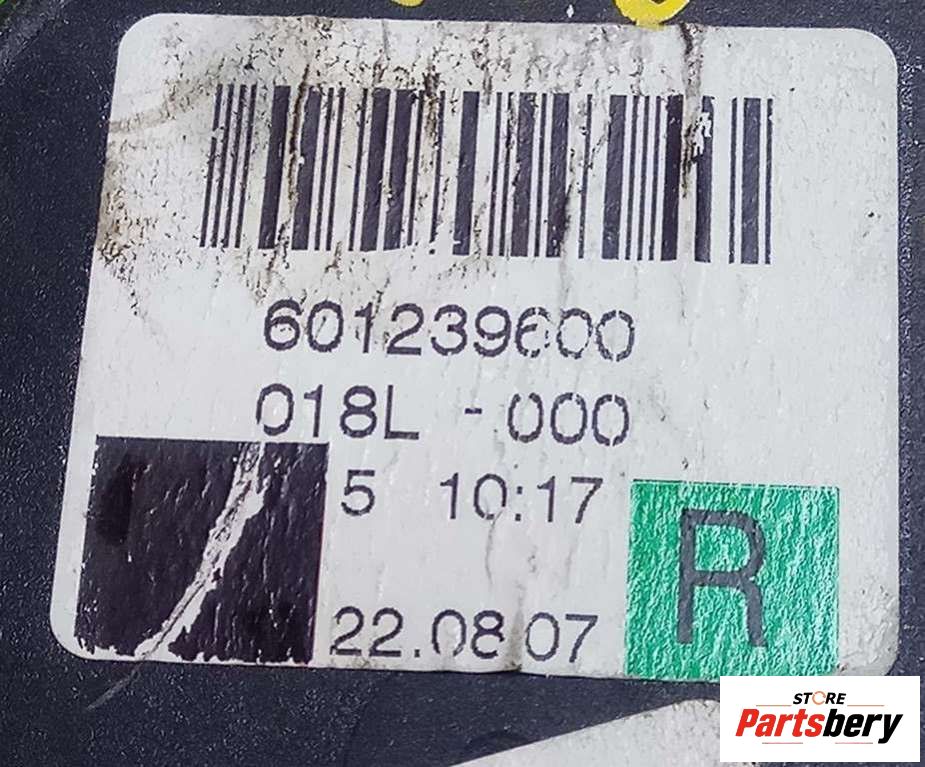 601239600
018L - 000
5 10:17
R
22.08.07
STORE
Partsbery